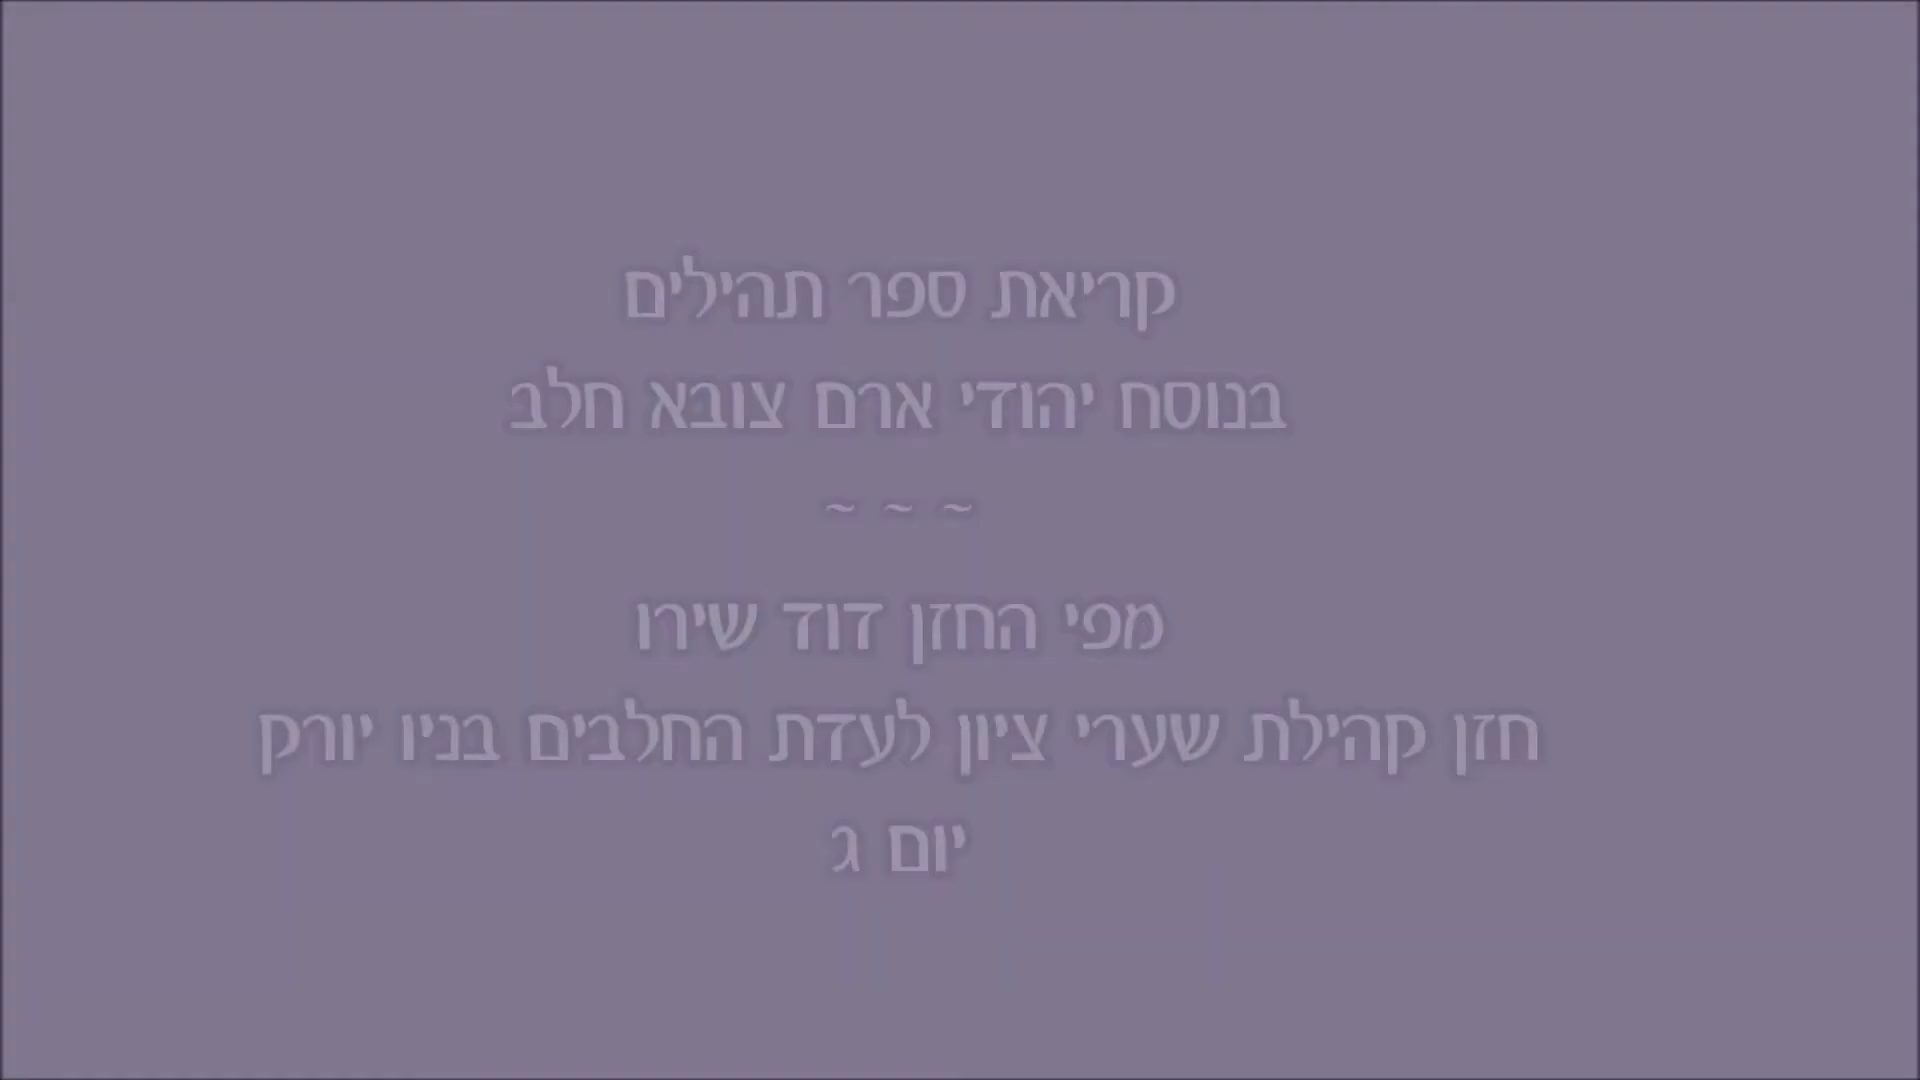 קריאת ספר תהילים
בנוסח יהודי ארם צובא חלב
~ ~ ~
מפי החזן דוד שירו
חזן קהילת שערי ציון לעדת החלבים בניו יורק
יום ג